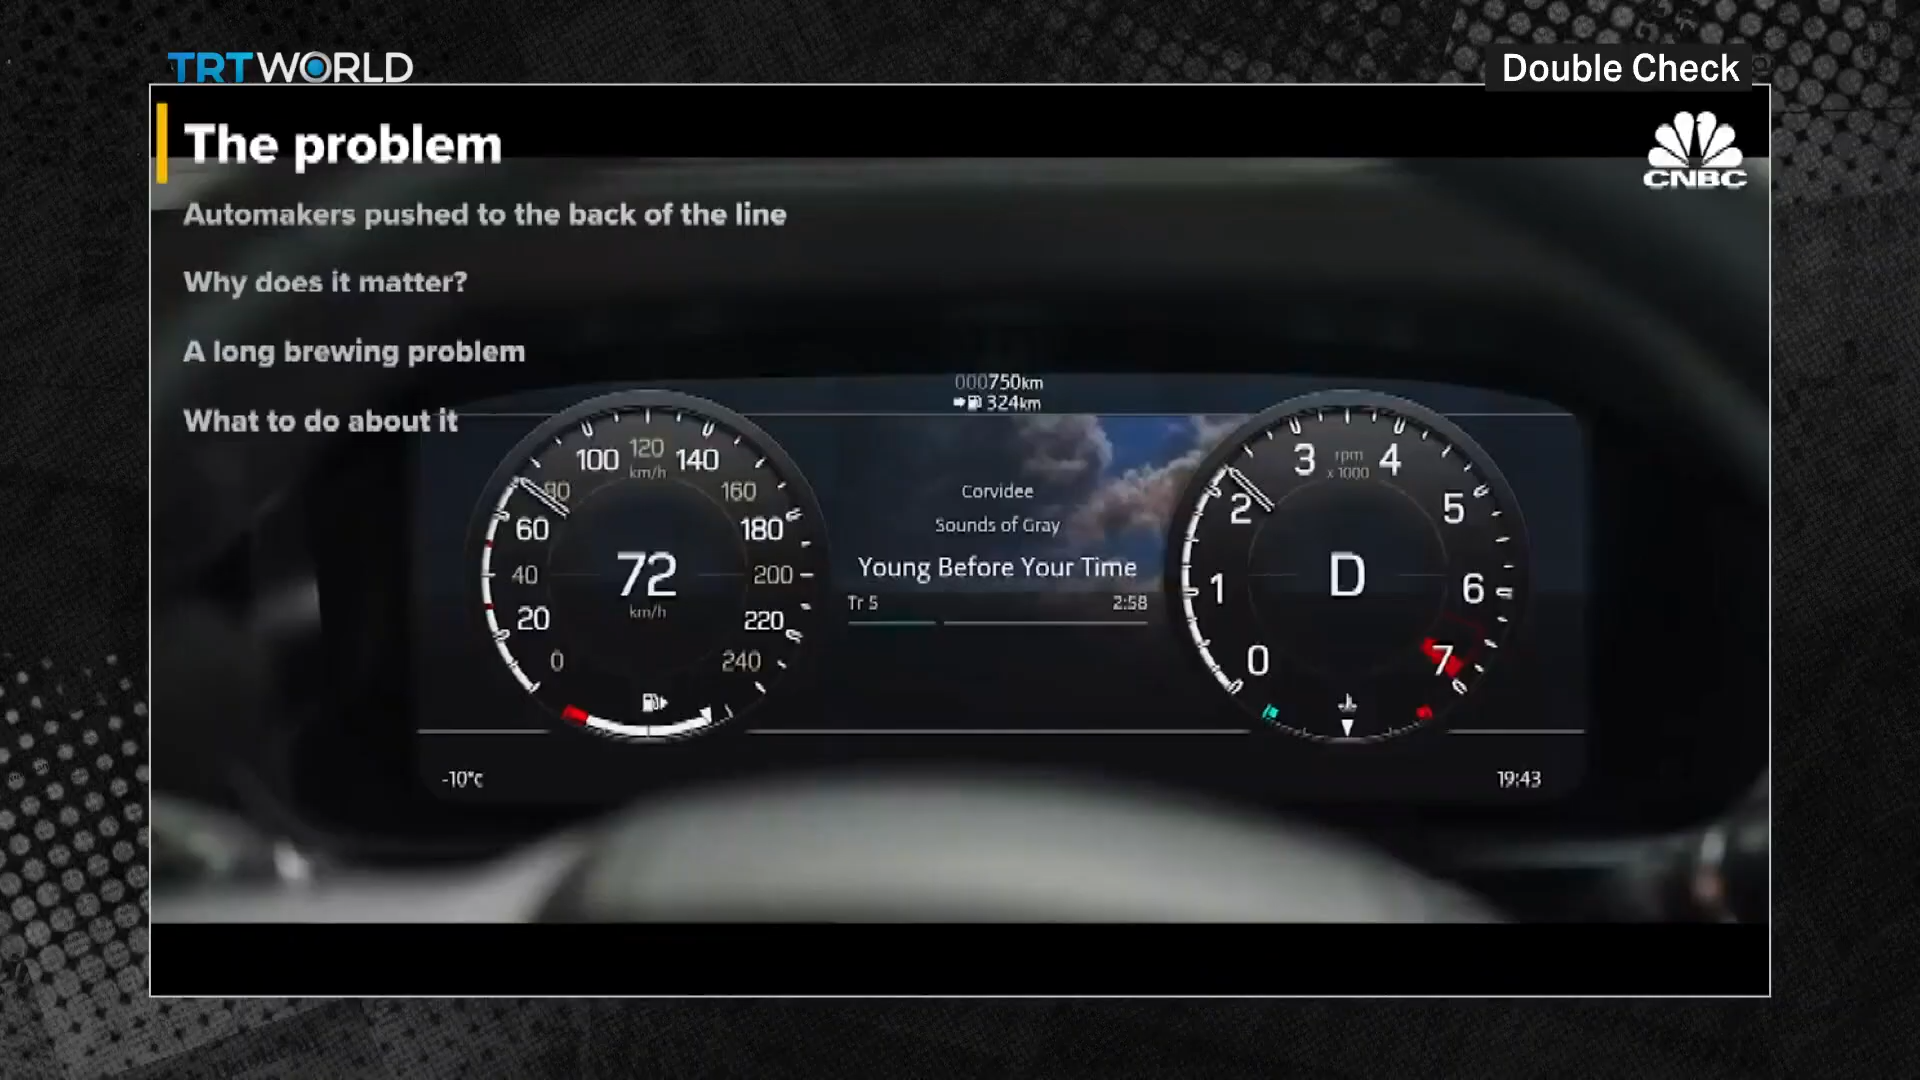 TRT WORLD
Double Check
The problem
CNBC
Automakers pushed to the back of the line
Why does it matter?
A long brewing problem
What to do about it
000750km
324km
100 120 140
km/h
80 160
60 180
40 200
20 220
0 240
72
km/h
Corvidee
Sounds of Gray
Young Before Your Time
Tr 5 2:58
3 rpm 4
x 1000
2 5
1 6
0 7
D
-10°c
19:43